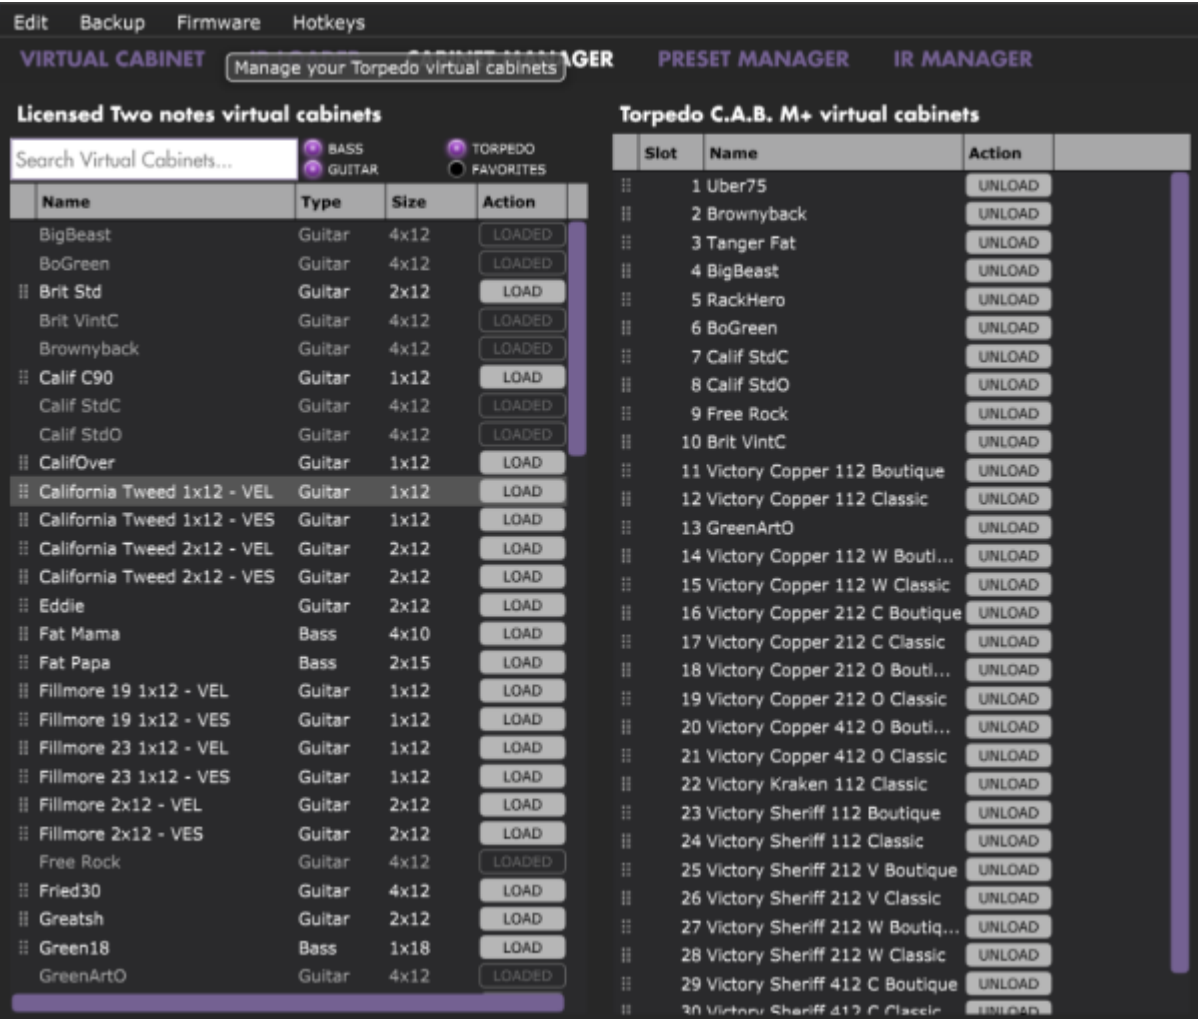 Edit Backup Firmware Hotkeys
VIRTUAL CABINET CABINET MANAGER PRESET MANAGER IR MANAGER
Manage your Torpedo virtual cabinets
Licensed Two notes virtual cabinets
Search Virtual Cabinets...
BASS
TORPEDO
GUITAR
FAVORITES
Name Type Size Action
BigBeast Guitar 4x12 LOADED
BoGreen Guitar 4x12 LOADED
Brit Std Guitar 2x12 LOAD
Brit VintC Guitar 4x12 LOADED
Brownyback Guitar 4x12 LOADED
Calif C90 Guitar 1x12 LOAD
Calif StdC Guitar 4x12 LOADED
Calif StdO Guitar 4x12 LOADED
CalifOver Guitar 1x12 LOAD
California Tweed 1x12 - VEL Guitar 1x12 LOAD
California Tweed 1x12 - VES Guitar 1x12 LOAD
California Tweed 2x12 - VEL Guitar 2x12 LOAD
California Tweed 2x12 - VES Guitar 2x12 LOAD
Eddie Guitar 2x12 LOAD
Fat Mama Bass 4x10 LOAD
Fat Papa Bass 2x15 LOAD
Fillmore 19 1x12 - VEL Guitar 1x12 LOAD
Fillmore 19 1x12 - VES Guitar 1x12 LOAD
Fillmore 23 1x12 - VEL Guitar 1x12 LOAD
Fillmore 23 1x12 - VES Guitar 1x12 LOAD
Fillmore 2x12 - VEL Guitar 2x12 LOAD
Fillmore 2x12 - VES Guitar 2x12 LOAD
Free Rock Guitar 4x12 LOADED
Fried30 Guitar 4x12 LOAD
Greatsh Guitar 2x12 LOAD
Green18 Bass 1x18 LOAD
GreenArtO Guitar 4x12 LOADED
Torpedo C.A.B. M+ virtual cabinets
Slot Name Action
1 Uber75 UNLOAD
2 Brownyback UNLOAD
3 Tanger Fat UNLOAD
4 BigBeast UNLOAD
5 RackHero UNLOAD
6 BoGreen UNLOAD
7 Calif StdC UNLOAD
8 Calif StdO UNLOAD
9 Free Rock UNLOAD
10 Brit VintC UNLOAD
11 Victory Copper 112 Boutique UNLOAD
12 Victory Copper 112 Classic UNLOAD
13 GreenArtO UNLOAD
14 Victory Copper 112 W Bouti... UNLOAD
15 Victory Copper 112 W Classic UNLOAD
16 Victory Copper 212 C Boutique UNLOAD
17 Victory Copper 212 C Classic UNLOAD
18 Victory Copper 212 O Bouti... UNLOAD
19 Victory Copper 212 O Classic UNLOAD
20 Victory Copper 412 O Bouti... UNLOAD
21 Victory Copper 412 O Classic UNLOAD
22 Victory Kraken 112 Classic UNLOAD
23 Victory Sheriff 112 Boutique UNLOAD
24 Victory Sheriff 112 Classic UNLOAD
25 Victory Sheriff 212 V Boutique UNLOAD
26 Victory Sheriff 212 V Classic UNLOAD
27 Victory Sheriff 212 W Boutiq... UNLOAD
28 Victory Sheriff 212 W Classic UNLOAD
29 Victory Sheriff 412 C Boutique UNLOAD
30 Victory Sheriff 412 C Classic UNLOAD